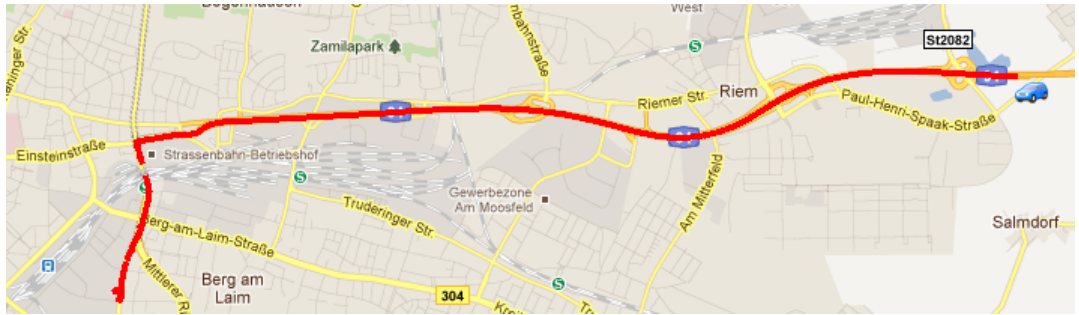 West
Zamilapark
St2082
Riemer Str.
Riem
Paul-Henri-Spaak-Straße
Einsteinstraße
Strassenbahn-Betriebshof
S
S
S
S
Gewerbezone
Am Moosfeld
Am Mitterfeld
Truderinger Str.
Salmdorf
Berg-am-Laim-Straße
Berg am
Laim
304